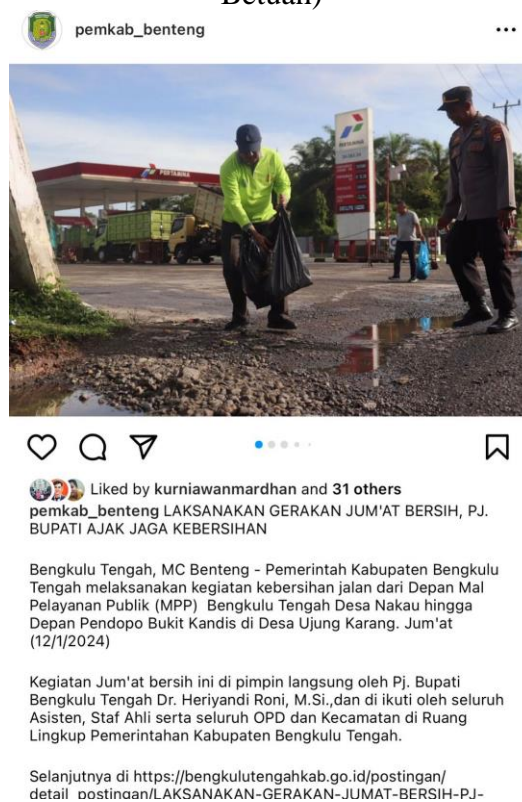 Betuah)
pemkab_benteng
PERTAMINA
PERTAMINA
Liked by kurniawanmardhan and 31 others
pemkab_benteng LAKSANAKAN GERAKAN JUM'AT BERSIH, PJ.
BUPATI AJAK JAGA KEBERSIHAN
Bengkulu Tengah, MC Benteng - Pemerintah Kabupaten Bengkulu
Tengah melaksanakan kegiatan kebersihan jalan dari Depan Mal
Pelayanan Publik (MPP) Bengkulu Tengah Desa Nakau hingga
Depan Pendopo Bukit Kandis di Desa Ujung Karang. Jum'at
(12/1/2024)
Kegiatan Jum'at bersih ini di pimpin langsung oleh Pj. Bupati
Bengkulu Tengah Dr. Heriyandi Roni, M.Si.,dan di ikuti oleh seluruh
Asisten, Staf Ahli serta seluruh OPD dan Kecamatan di Ruang
Lingkup Pemerintahan Kabupaten Bengkulu Tengah.
Selanjutnya di https://bengkulutengahkab.go.id/postingan/
detail_postingan/LAKSANAKAN-GERAKAN-JUMAT-BERSIH-PJ-